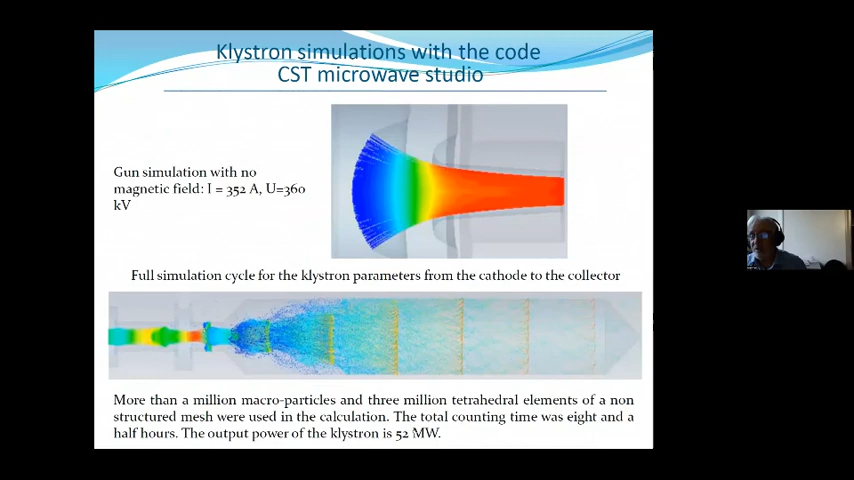 Klystron simulations with the code
CST microwave studio
Gun simulation with no
magnetic field: I = 352 A, U=360
kV
Full simulation cycle for the klystron parameters from the cathode to the collector
More than a million macro-particles and three million tetrahedral elements of a non
structured mesh were used in the calculation. The total counting time was eight and a
half hours. The output power of the klystron is 52 MW.